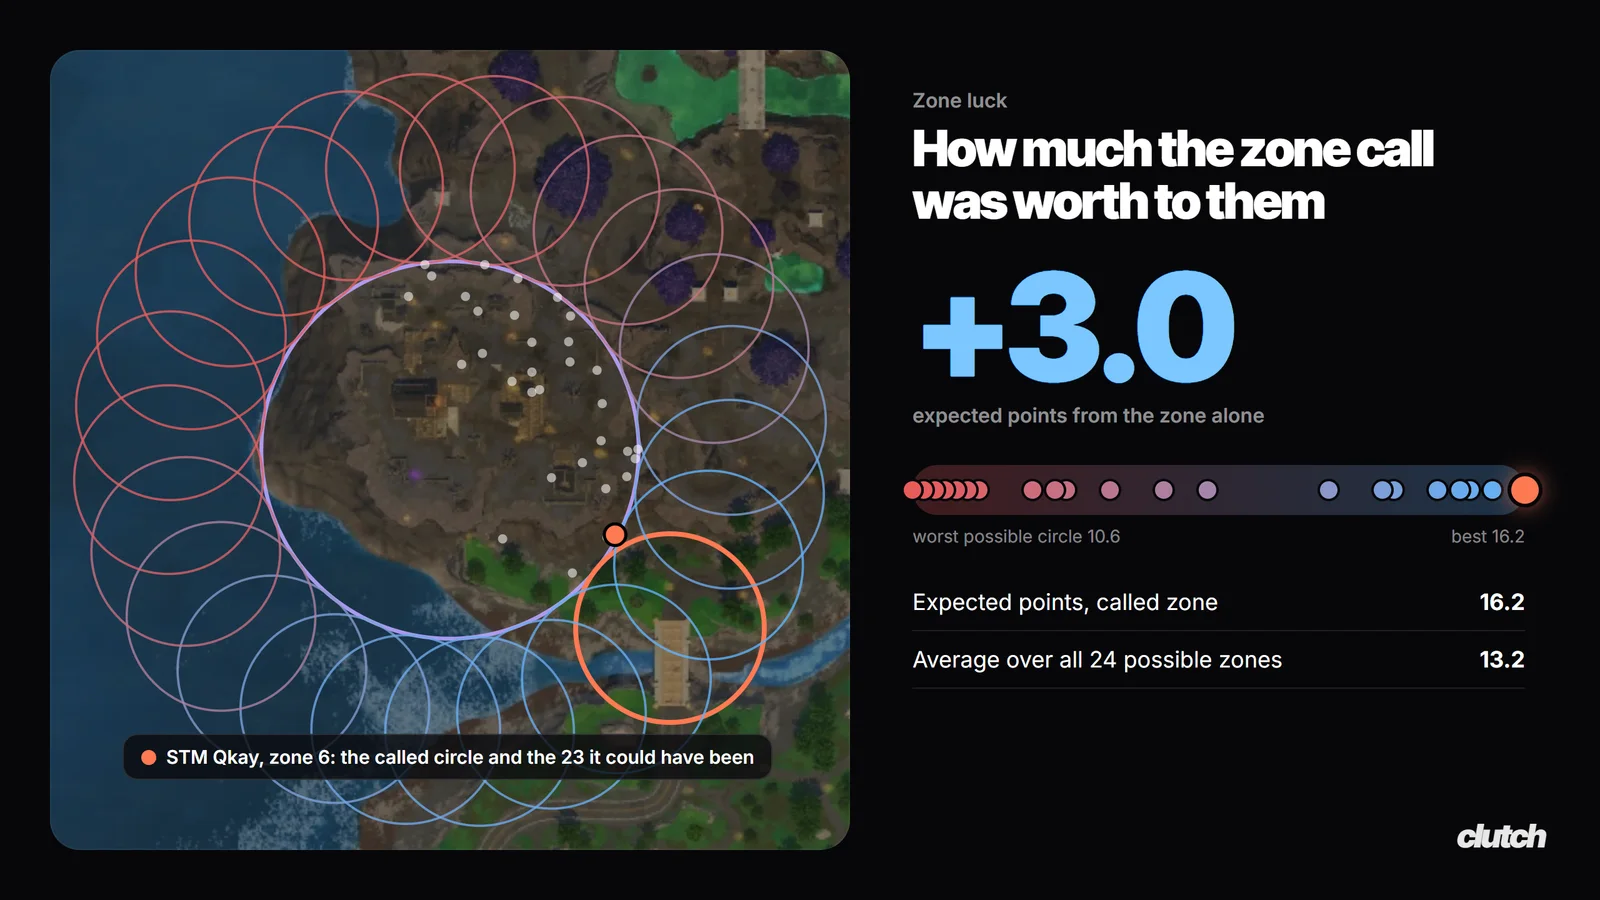 Zone luck
How much the zone call
was worth to them
+3.0
expected points from the zone alone
worst possible circle 10.6
best 16.2
Expected points, called zone 16.2
Average over all 24 possible zones 13.2
STM Qkay, zone 6: the called circle and the 23 it could have been
clutch